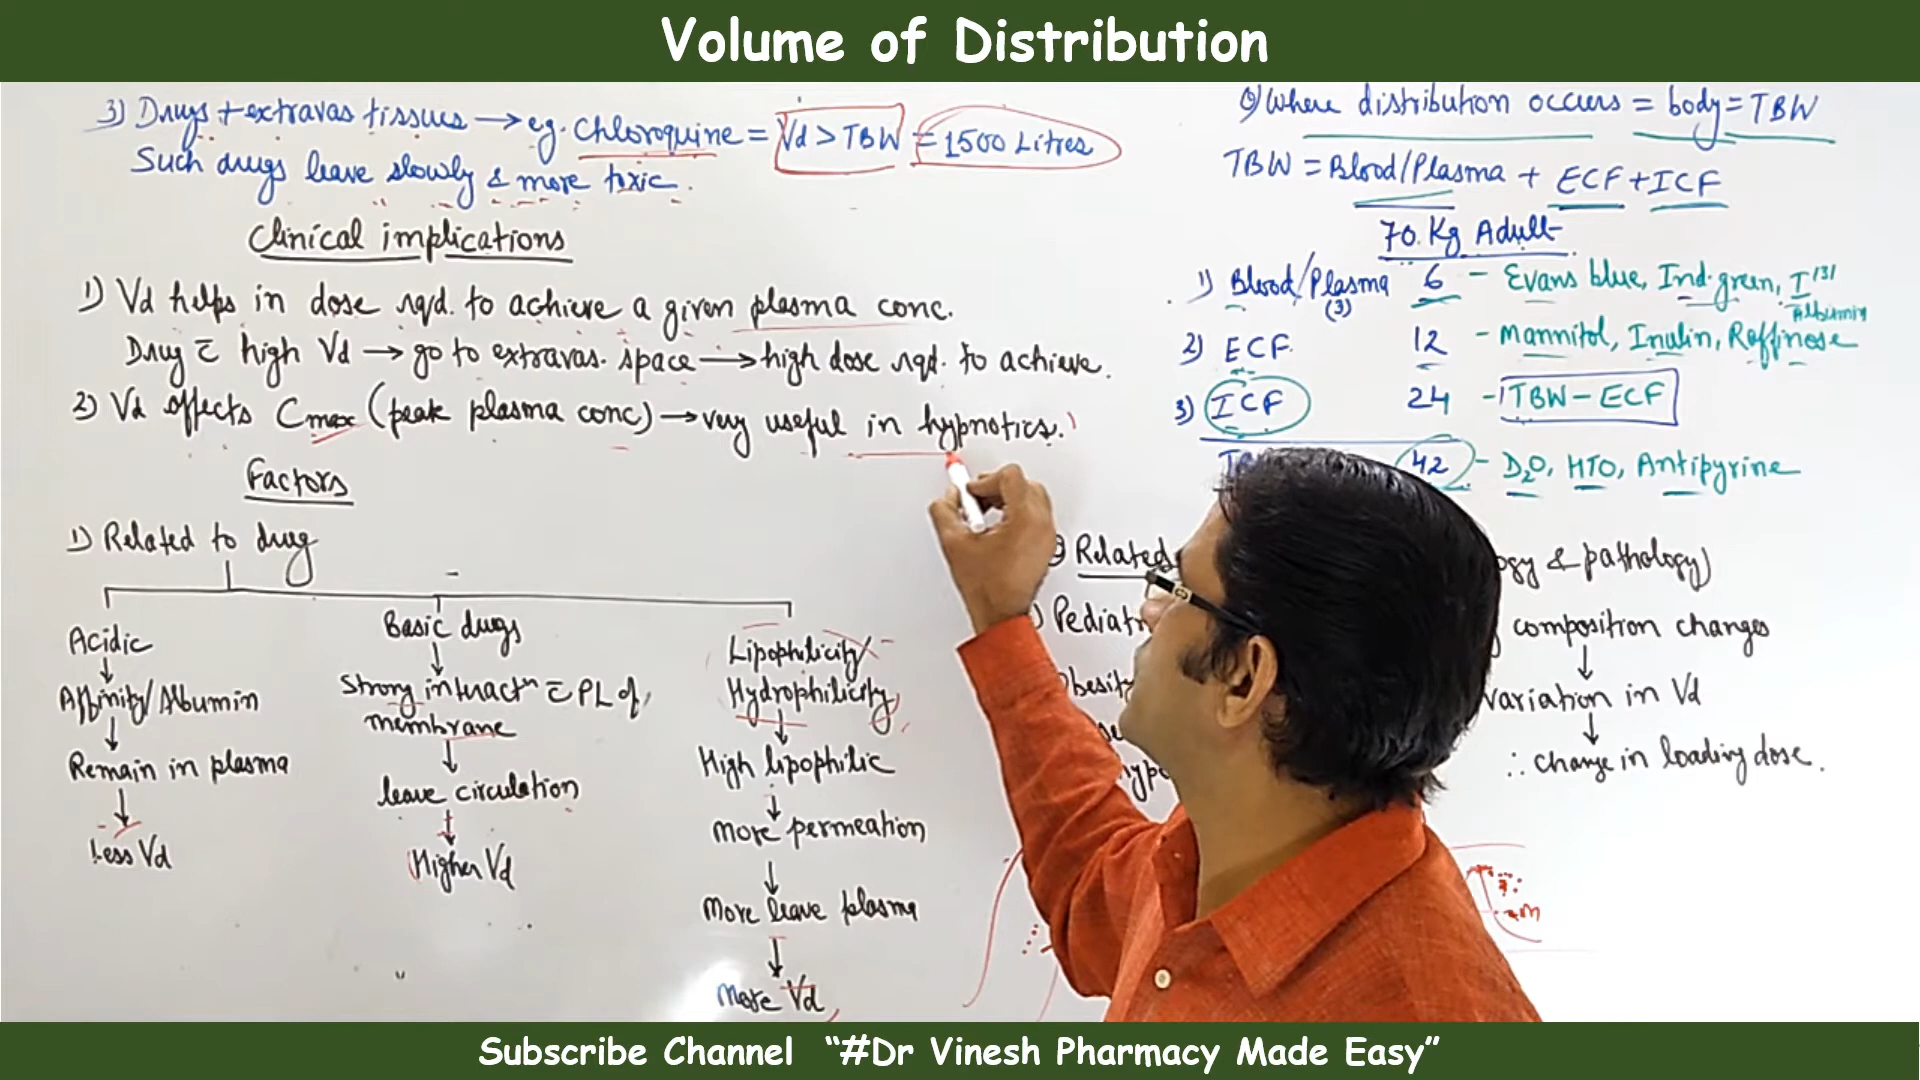 Volume of Distribution
3) Drugs + extravas tissues → eg. Chloroquine = Vd > TBW = 1500 Litres
Such drugs leave slowly & more toxic.
Clinical implications
1) Vd helps in dose rqd. to achieve a given plasma conc.
Drug c̄ high Vd → go to extravas. space → high dose rqd. to achieve.
2) Vd affects Cmax (peak plasma conc) → very useful in hypnotics.
Factors
1) Related to drug
Acidic
↓
Affinity/Albumin
↓
Remain in plasma
↓
Less Vd
Basic drugs
↓
Strong interactⁿ c̄ PL of
membrane
↓
leave circulation
↓
Higher Vd
Lipophilicity/
Hydrophilicity
↓
High lipophilic
↓
More permeation
↓
More leave plasma
↓
More Vd
Where distribution occurs = body = TBW
TBW = Blood/Plasma + ECF + ICF
70 Kg Adult
1) Blood/Plasma 6 - Evans blue, Ind. green, I¹³¹
(3) Albumin
2) ECF 12 - Mannitol, Inulin, Raffinose
3) ICF 24 - TBW - ECF
42 - D₂O, HTO, Antipyrine
Related & pathology)
composition changes
↓
variation in Vd
↓
∴ change in loading dose.
Subscribe Channel “#Dr Vinesh Pharmacy Made Easy”